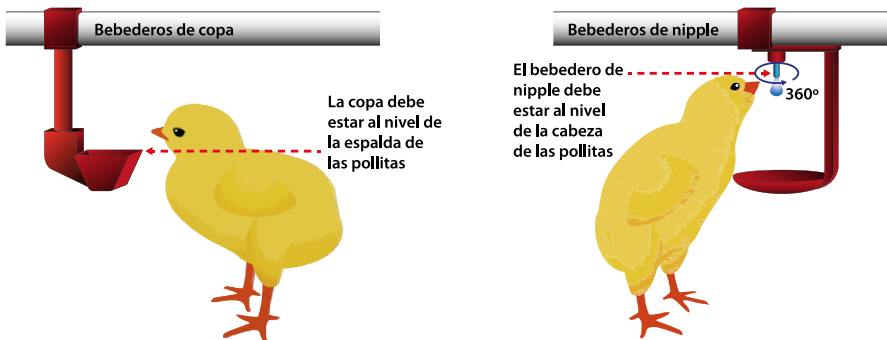 Bebederos de copa
La copa debe
estar al nivel de
la espalda de
las pollitas
Bebederos de nipple
El bebedero de
nipple debe
estar al nivel
de la cabeza
de las pollitas
360º